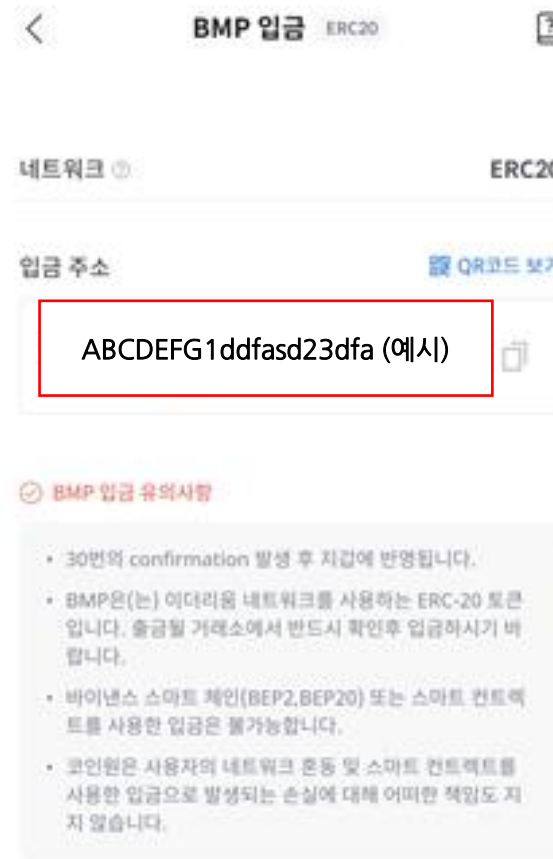 BMP 입금 ERC20
네트워크
ERC20
입금 주소
QR코드 보기
ABCDEFG1ddfasd23dfa (예시)
BMP 입금 유의사항
• 30번의 confirmation 발생 후 지갑에 반영됩니다.
• BMP은(는) 이더리움 네트워크를 사용하는 ERC-20 토큰
입니다. 출금될 거래소에서 반드시 확인후 입금하시기 바
랍니다.
• 바이낸스 스마트 체인(BEP2,BEP20) 또는 스마트 컨트랙
트를 사용한 입금은 불가능합니다.
• 코인원은 사용자의 네트워크 혼동 및 스마트 컨트랙트를
사용한 입금으로 발생되는 손실에 대해 어떠한 책임도 지
지 않습니다.